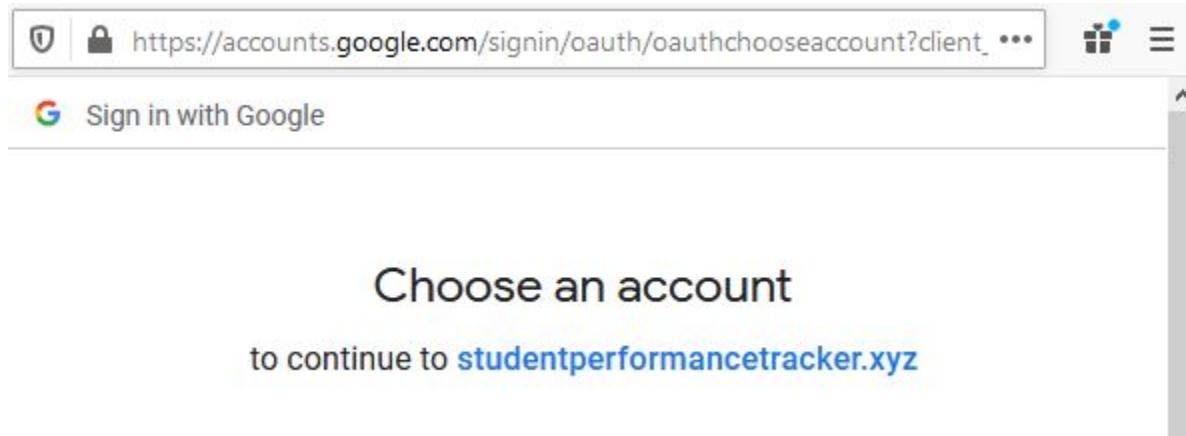 https://accounts.google.com/signin/oauth/oauthchooseaccount?client_
Sign in with Google
Choose an account
to continue to studentperformancetracker.xyz